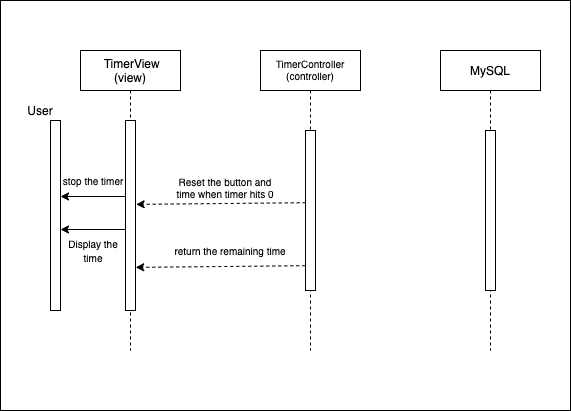 TimerView
(view)
TimerController
(controller)
MySQL
User
stop the timer
Reset the button and
time when timer hits 0
Display the
time
return the remaining time